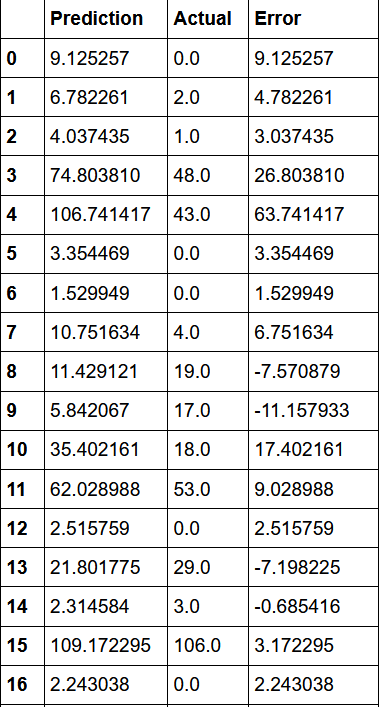 Prediction Actual Error
0 9.125257 0.0 9.125257
1 6.782261 2.0 4.782261
2 4.037435 1.0 3.037435
3 74.803810 48.0 26.803810
4 106.741417 43.0 63.741417
5 3.354469 0.0 3.354469
6 1.529949 0.0 1.529949
7 10.751634 4.0 6.751634
8 11.429121 19.0 -7.570879
9 5.842067 17.0 -11.157933
10 35.402161 18.0 17.402161
11 62.028988 53.0 9.028988
12 2.515759 0.0 2.515759
13 21.801775 29.0 -7.198225
14 2.314584 3.0 -0.685416
15 109.172295 106.0 3.172295
16 2.243038 0.0 2.243038